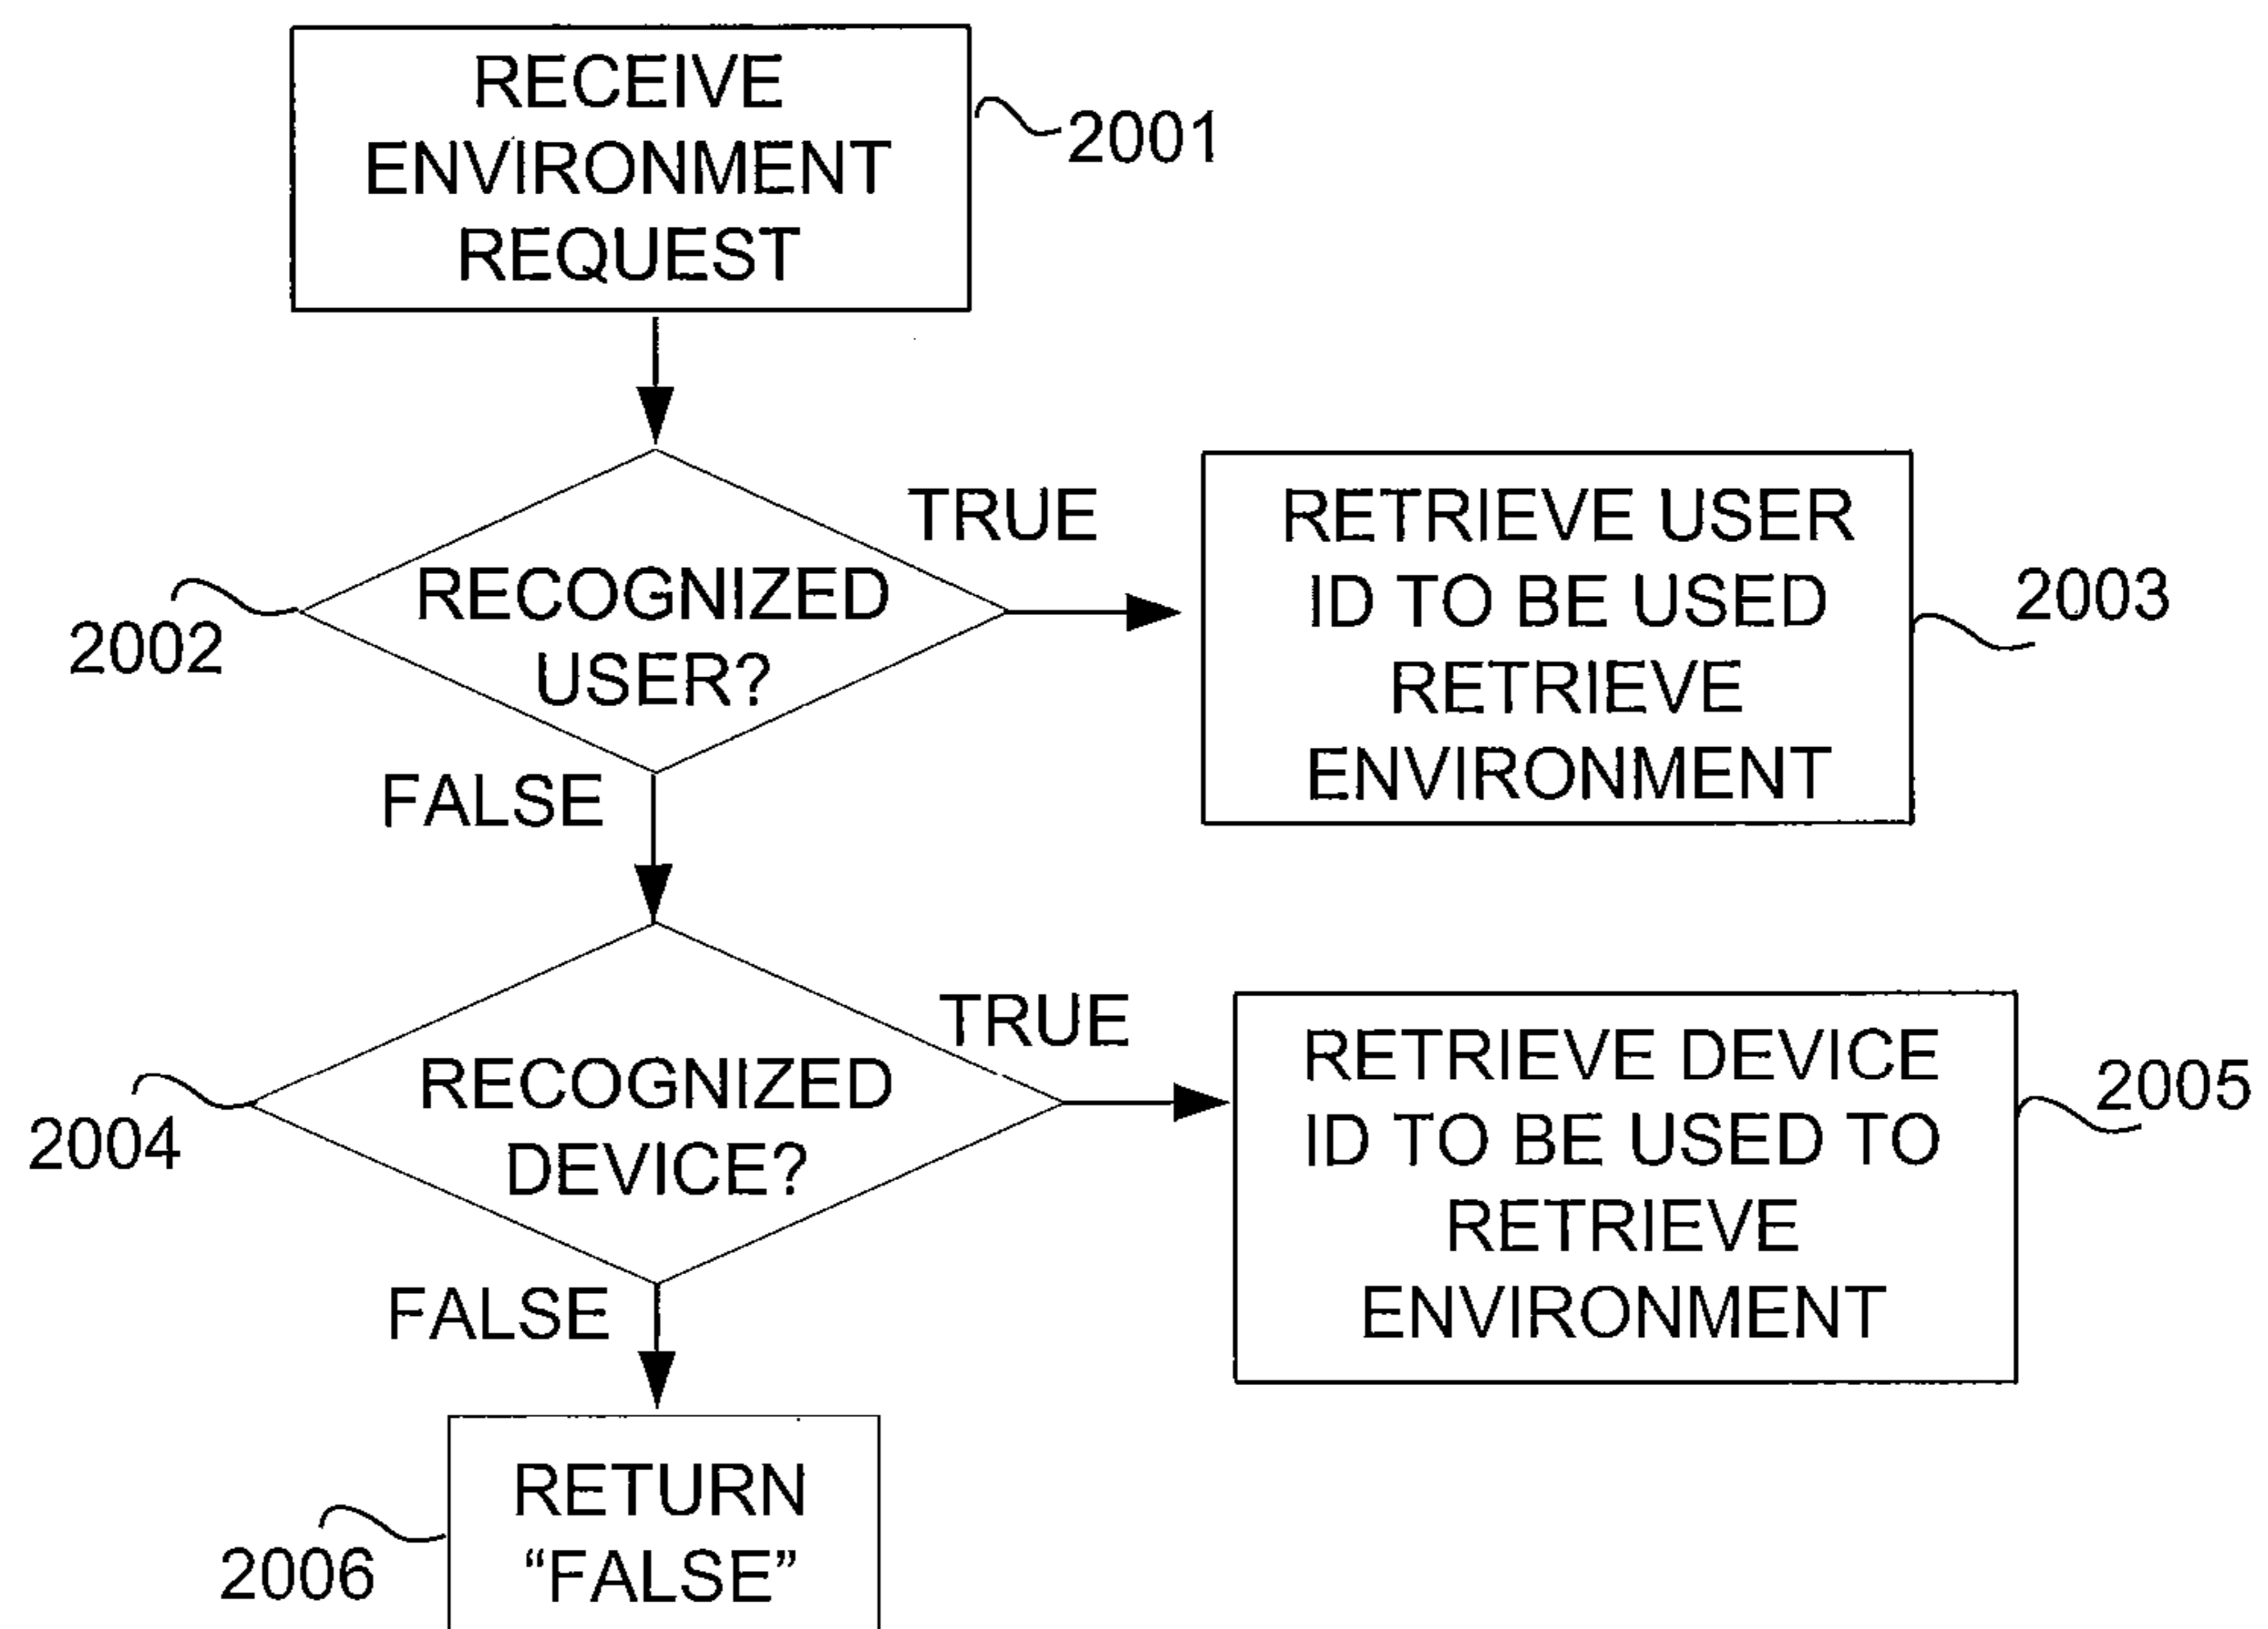 RECEIVE
ENVIRONMENT
REQUEST
2001
TRUE
RECOGNIZED
USER?
2002
RETRIEVE USER
ID TO BE USED
RETRIEVE
ENVIRONMENT
2003
FALSE
TRUE
RECOGNIZED
DEVICE?
2004
RETRIEVE DEVICE
ID TO BE USED TO
RETRIEVE
ENVIRONMENT
2005
FALSE
RETURN
“FALSE”
2006